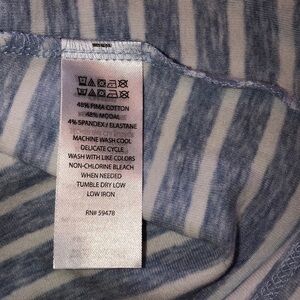 48% PIMA COTTON
48% MODAL
4% SPANDEX / ELASTANE
MACHINE WASH COOL
DELICATE CYCLE
WASH WITH LIKE COLORS
NON-CHLORINE BLEACH
WHEN NEEDED
TUMBLE DRY LOW
LOW IRON
RN# 59478